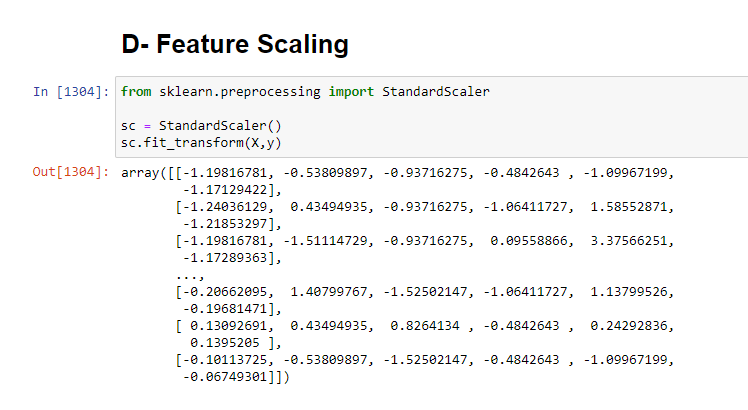 D- Feature Scaling
In [1304]: from sklearn.preprocessing import StandardScaler
sc = StandardScaler()
sc.fit_transform(X,y)
Out[1304]: array([[-1.19816781, -0.53809897, -0.93716275, -0.4842643 , -1.09967199,
-1.17129422],
[-1.24036129,  0.43494935, -0.93716275, -1.06411727,  1.58552871,
-1.21853297],
[-1.19816781, -1.51114729, -0.93716275,  0.09558866,  3.37566251,
-1.17289363],
...,
[-0.20662095,  1.40799767, -1.52502147, -1.06411727,  1.13799526,
-0.19681471],
[ 0.13092691,  0.43494935,  0.8264134 , -0.4842643 ,  0.24292836,
0.1395205 ],
[-0.10113725, -0.53809897, -1.52502147, -0.4842643 , -1.09967199,
-0.06749301]])